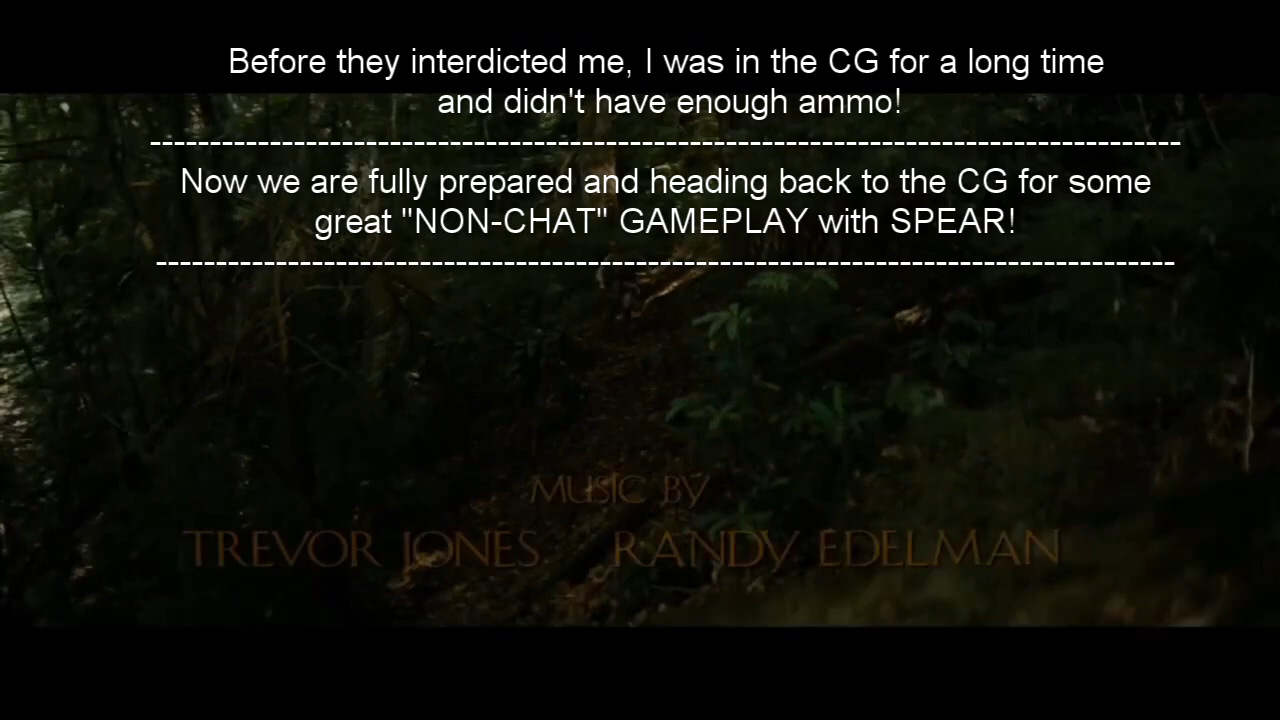 Before they interdicted me, I was in the CG for a long time
and didn't have enough ammo!
--------------------------------------------------------------------------------------
Now we are fully prepared and heading back to the CG for some
great "NON-CHAT" GAMEPLAY with SPEAR!
-------------------------------------------------------------------------------------
MUSIC BY
TREVOR JONES RANDY EDELMAN